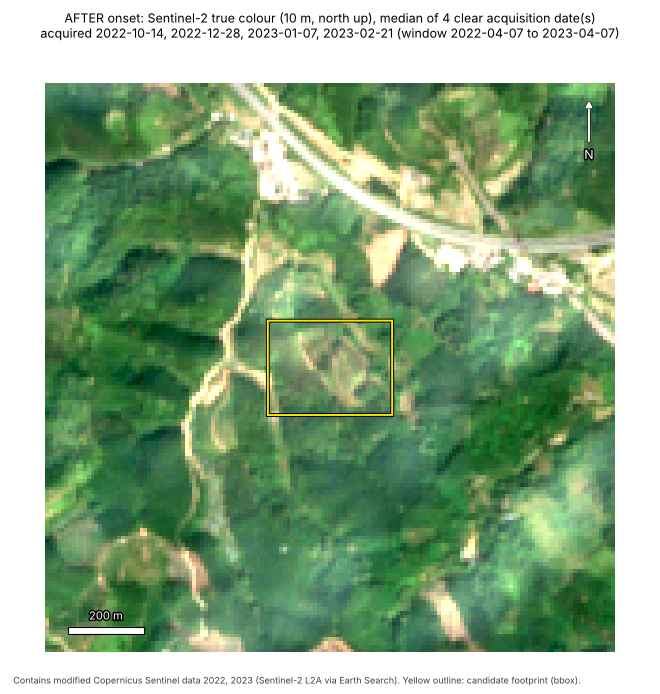 AFTER onset: Sentinel-2 true colour (10 m, north up), median of 4 clear acquisition date(s)
acquired 2022-10-14, 2022-12-28, 2023-01-07, 2023-02-21 (window 2022-04-07 to 2023-04-07)
N
200 m
Contains modified Copernicus Sentinel data 2022, 2023 (Sentinel-2 L2A via Earth Search). Yellow outline: candidate footprint (bbox).